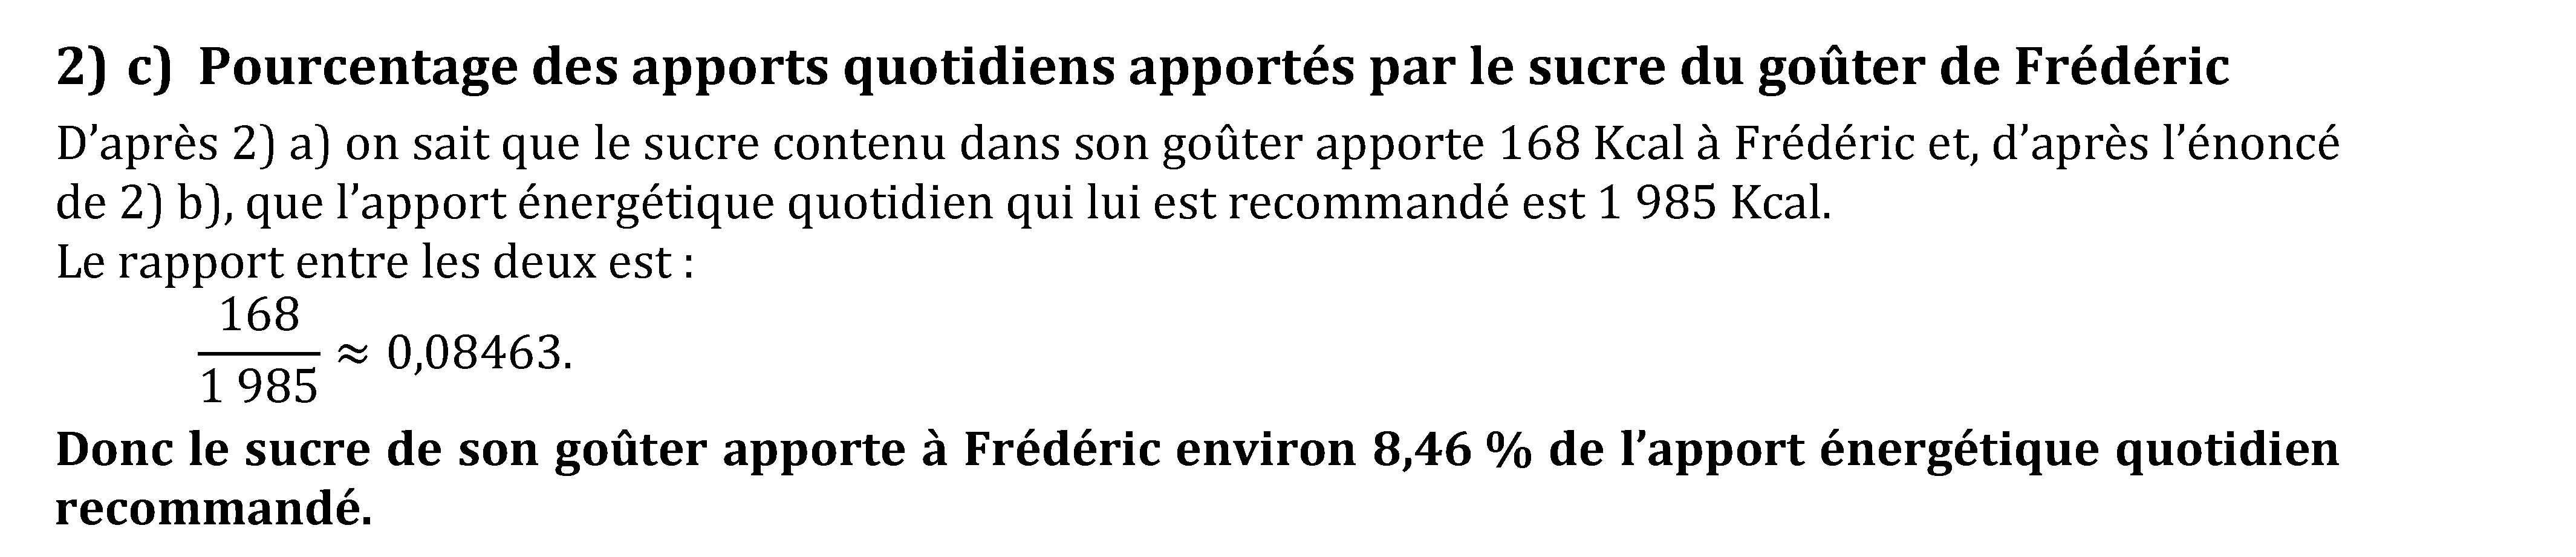 2) c) Pourcentage des apports quotidiens apportés par le sucre du goûter de Frédéric
D’après 2) a) on sait que le sucre contenu dans son goûter apporte 168 Kcal à Frédéric et, d’après l’énoncé
de 2) b), que l’apport énergétique quotidien qui lui est recommandé est 1 985 Kcal.
Le rapport entre les deux est :
168
1 985
≈ 0,08463.
Donc le sucre de son goûter apporte à Frédéric environ 8,46 % de l’apport énergétique quotidien
recommandé.